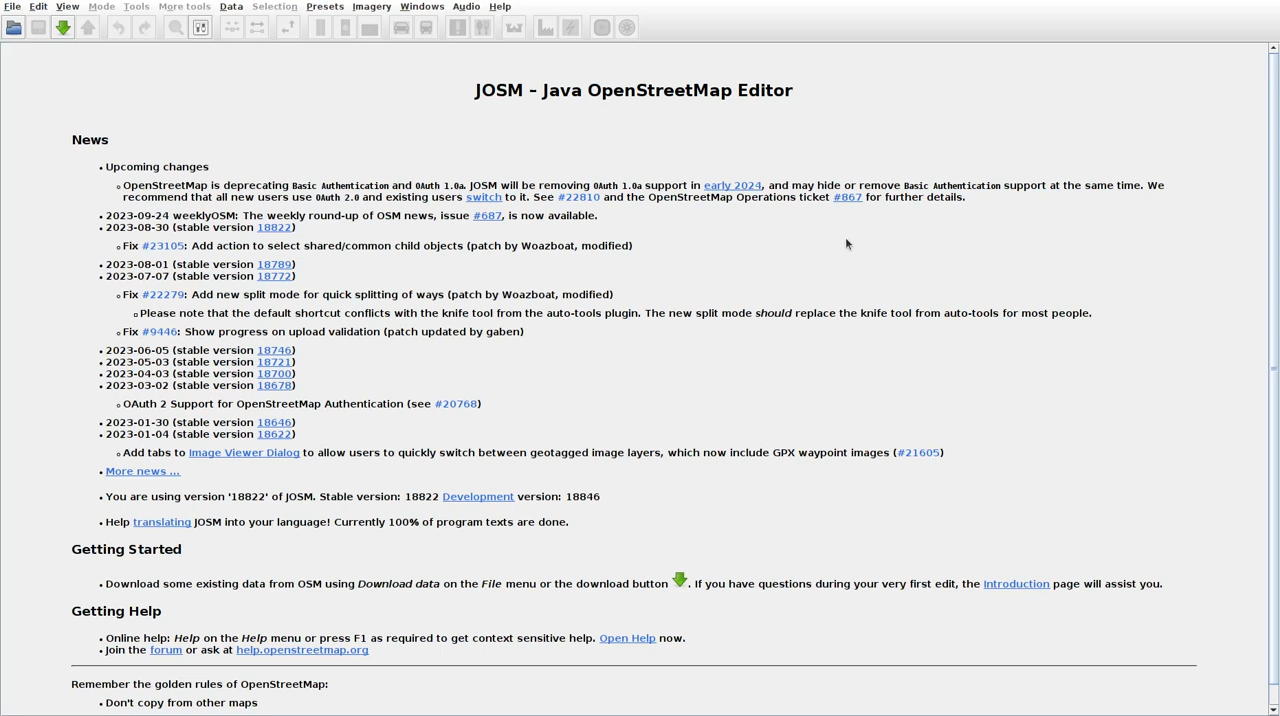 File Edit View Mode Tools More tools Data Selection Presets Imagery Windows Audio Help
JOSM – Java OpenStreetMap Editor
News
Upcoming changes
OpenStreetMap is deprecating Basic Authentication and OAuth 1.0a. JOSM will be removing OAuth 1.0a support in early 2024, and may hide or remove Basic Authentication support at the same time. We
recommend that all new users use OAuth 2.0 and existing users switch to it. See #22810 and the OpenStreetMap Operations ticket #867 for further details.
2023-09-24 weeklyOSM: The weekly round-up of OSM news, issue #687, is now available.
2023-08-30 (stable version 18822)
Fix #23105: Add action to select shared/common child objects (patch by Woazboat, modified)
2023-08-01 (stable version 18789)
2023-07-07 (stable version 18772)
Fix #22279: Add new split mode for quick splitting of ways (patch by Woazboat, modified)
Please note that the default shortcut conflicts with the knife tool from the auto-tools plugin. The new split mode should replace the knife tool from auto-tools for most people.
Fix #9446: Show progress on upload validation (patch updated by gaben)
2023-06-05 (stable version 18746)
2023-05-03 (stable version 18721)
2023-04-03 (stable version 18700)
2023-03-02 (stable version 18678)
OAuth 2 Support for OpenStreetMap Authentication (see #20768)
2023-01-30 (stable version 18646)
2023-01-04 (stable version 18622)
Add tabs to Image Viewer Dialog to allow users to quickly switch between geotagged image layers, which now include GPX waypoint images (#21605)
More news ...
You are using version '18822' of JOSM. Stable version: 18822 Development version: 18846
Help translating JOSM into your language! Currently 100% of program texts are done.
Getting Started
Download some existing data from OSM using Download data on the File menu or the download button . If you have questions during your very first edit, the Introduction page will assist you.
Getting Help
Online help: Help on the Help menu or press F1 as required to get context sensitive help. Open Help now.
Join the forum or ask at help.openstreetmap.org
Remember the golden rules of OpenStreetMap:
Don't copy from other maps